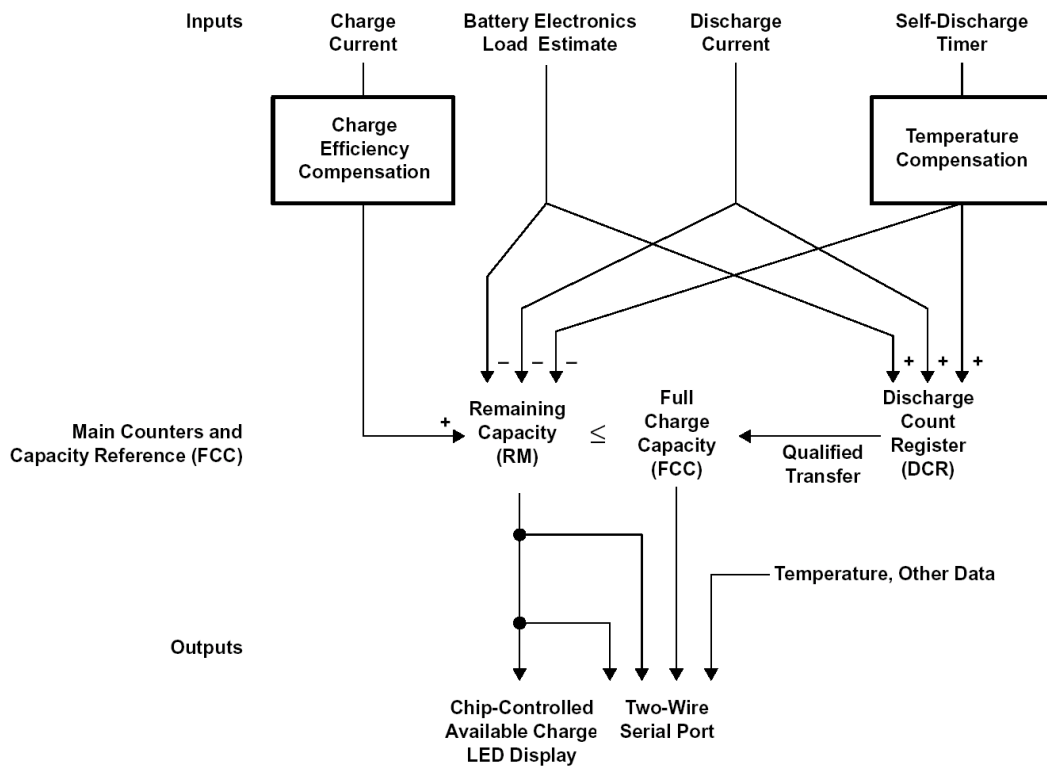 Inputs
Charge
Current
Battery Electronics
Load Estimate
Discharge
Current
Self-Discharge
Timer
Charge
Efficiency
Compensation
Temperature
Compensation
– – –
+ + +
Main Counters and
Capacity Reference (FCC)
+
Remaining
Capacity
(RM)
≤
Full
Charge
Capacity
(FCC)
Qualified
Transfer
Discharge
Count
Register
(DCR)
Temperature, Other Data
Outputs
Chip-Controlled
Available Charge
LED Display
Two-Wire
Serial Port